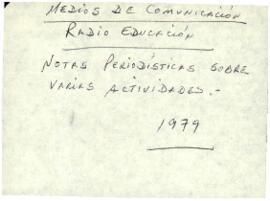 MEDIOS DE COMUNICACIÓN
RADIO EDUCACIÓN
NOTAS PERIODÍSTICAS SOBRE
VARIAS ACTIVIDADES.-
1979